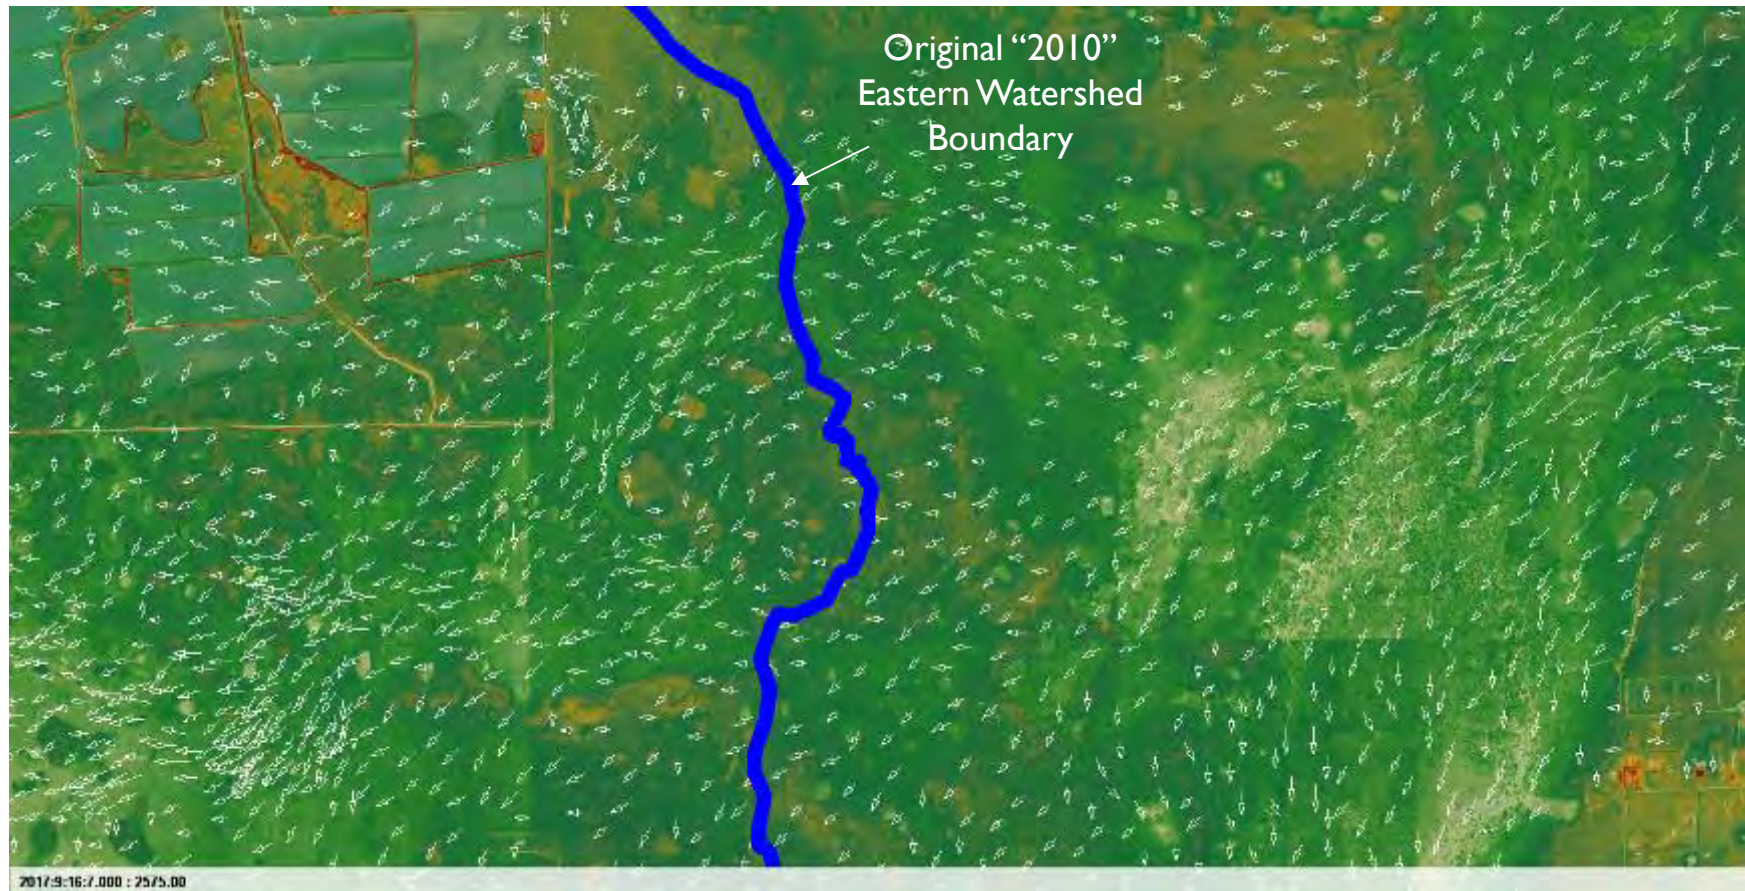 Original “2010”
Eastern Watershed
Boundary
2017:9:16:7.000 : 2575.00